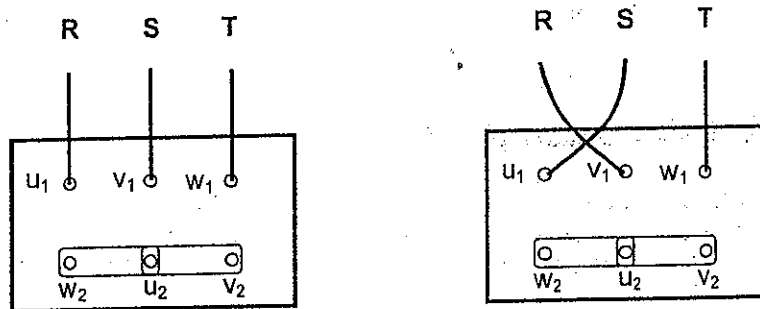 R S T R S T
u₁ v₁ w₁ u₁ v₁ w₁
w₂ u₂ v₂ w₂ u₂ v₂